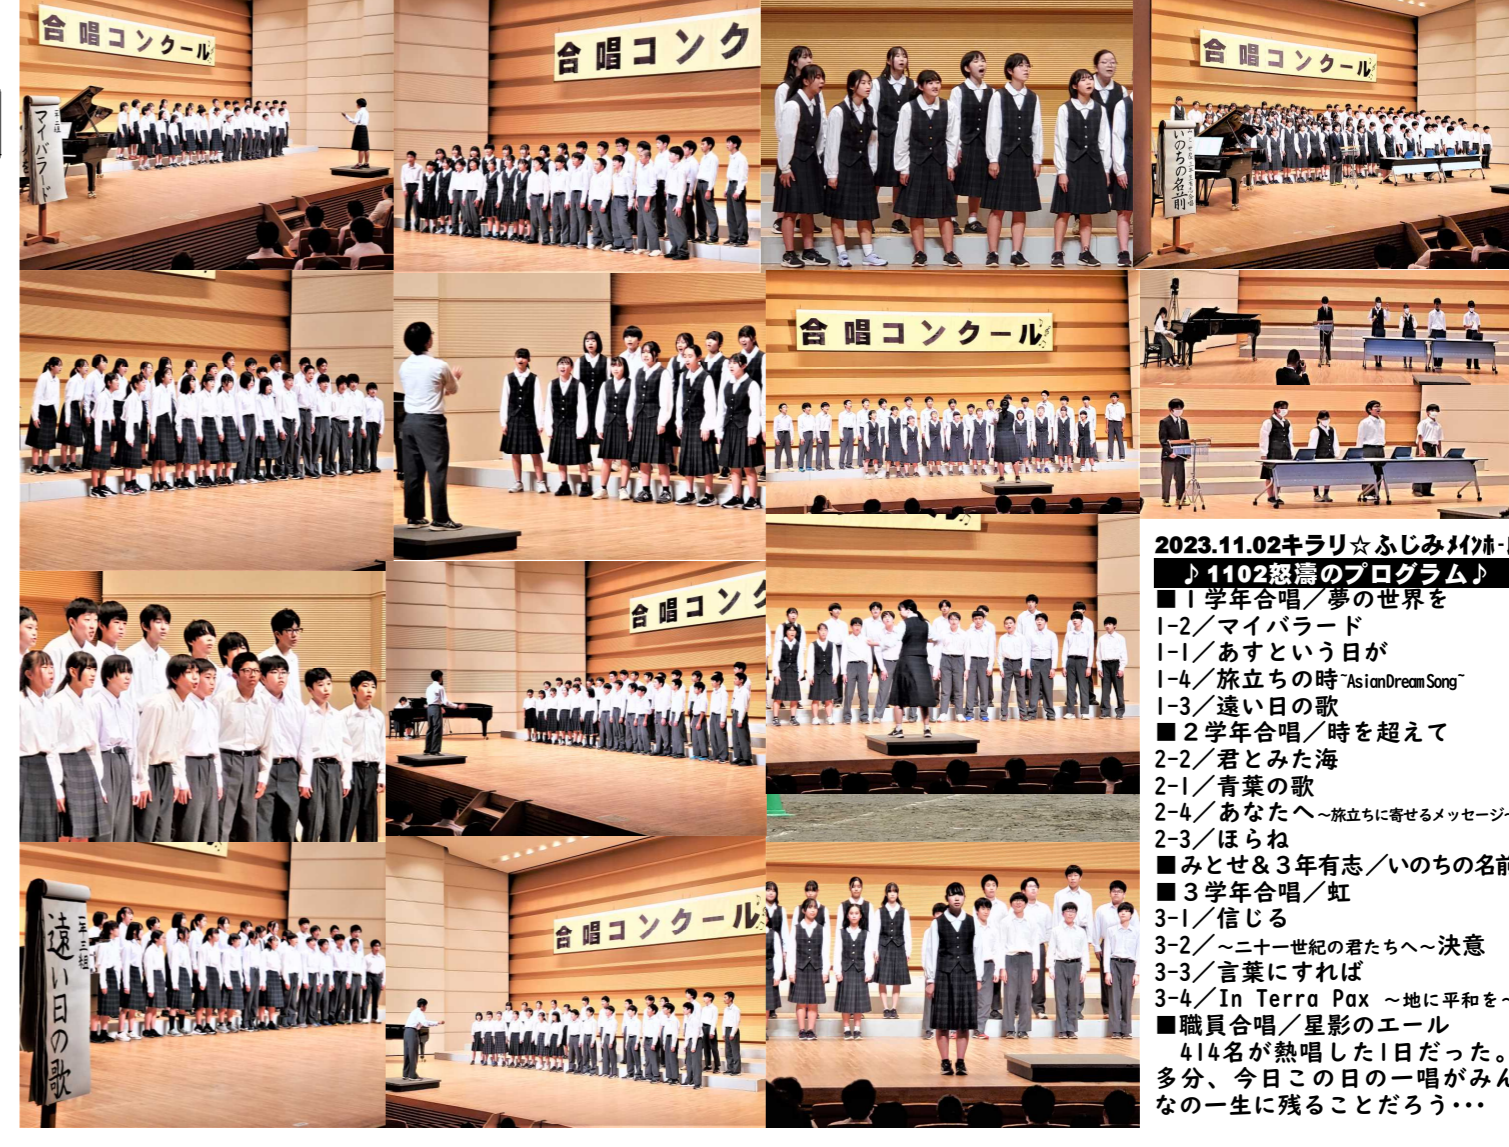 合唱コンクール
合唱コンク
合唱コンクール
マイバラード
いのちの名前
合唱コンクール
合唱コンク
遠い日の歌
一年三組
合唱コンクール
2023.11.02キラリ☆ふじみﾒｲﾝﾎｰ
♪1102怒濤のプログラム♪
■1学年合唱／夢の世界を
1-2／マイバラード
1-1／あすという日が
1-4／旅立ちの時~AsianDreamSong~
1-3／遠い日の歌
■2学年合唱／時を超えて
2-2／君とみた海
2-1／青葉の歌
2-4／あなたへ～旅立ちに寄せるメッセージ～
2-3／ほらね
■みとせ＆3年有志／いのちの名前
■3学年合唱／虹
3-1／信じる
3-2／～二十一世紀の君たちへ～決意
3-3／言葉にすれば
3-4／In Terra Pax ～地に平和を～
■職員合唱／星影のエール
414名が熱唱した1日だった。
多分、今日この日の一唱がみん
なの一生に残ることだろう･･･